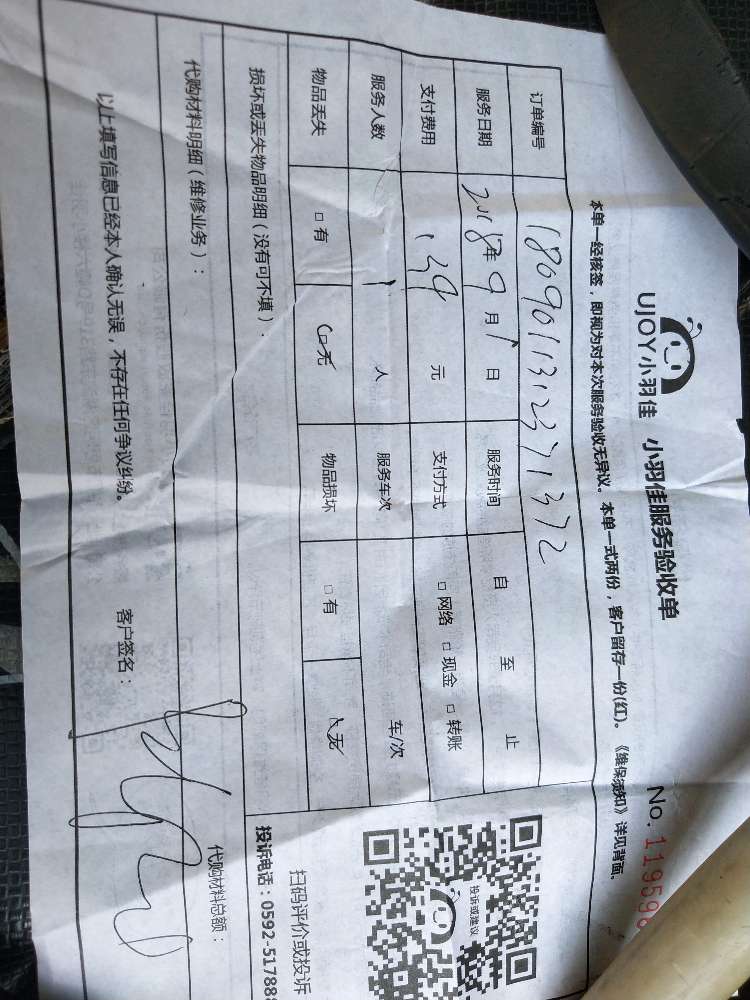 UJOY小羽佳 小羽佳服务验收单 No. 119596
本单一经核签，即视为对本次服务验收无异议。本单一式两份，客户留存一份(红)。《维保须知》详见背面。
订单编号 1809011312371372
服务日期 2018年9月1日 服务时间 自 至 止
支付费用 139 元 支付方式 □ 网络 □ 现金 □ 转账
服务人数 1 人 服务车次 车/次
物品丢失 □ 有 □ 无 物品损坏 □ 有 □ 无
损坏或丢失物品明细（没有可不填）：
代购材料明细（维修业务）：
代购材料总额：
以上填写信息已经本人确认无误，不存在任何争议纠纷。 客户签名：
投诉或建议
扫码评价或投诉
投诉电话：0592-51788